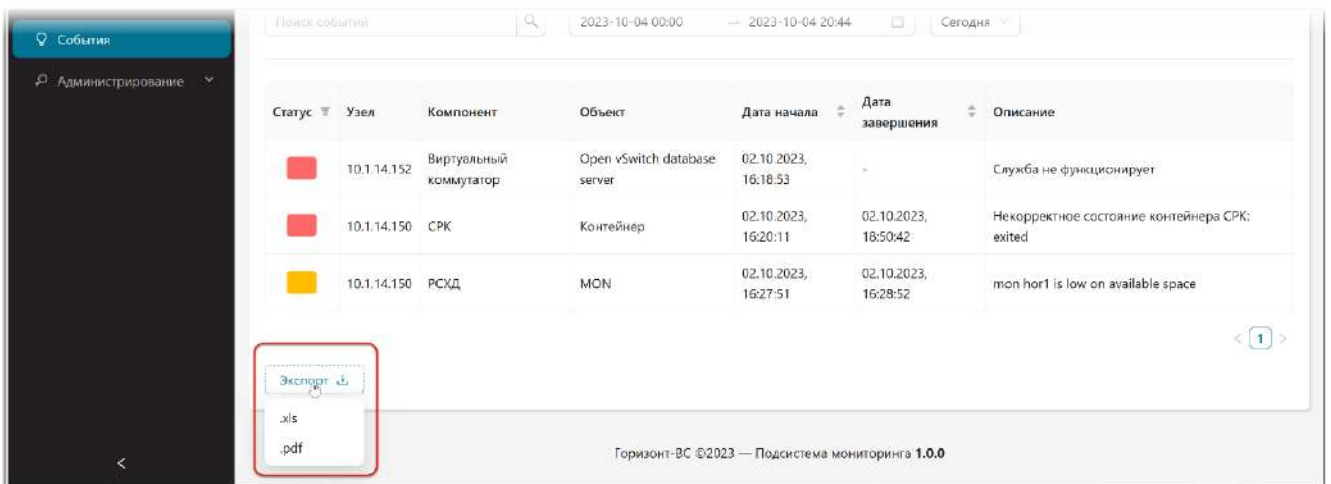 Поиск событий 2023-10-04 00:00 — 2023-10-04 20:44 Сегодня
События
Администрирование
Статус Узел Компонент Объект Дата начала Дата завершения Описание
10.1.14.152 Виртуальный коммутатор Open vSwitch database server 02.10.2023, 16:18:53 - Служба не функционирует
10.1.14.150 СРК Контейнер 02.10.2023, 16:20:11 02.10.2023, 18:50:42 Некорректное состояние контейнера СРК: exited
10.1.14.150 РСХД MON 02.10.2023, 16:27:51 02.10.2023, 16:28:52 mon hor1 is low on available space
< 1 >
Экспорт
.xls
.pdf
Горизонт-ВС ©2023 — Подсистема мониторинга 1.0.0
<